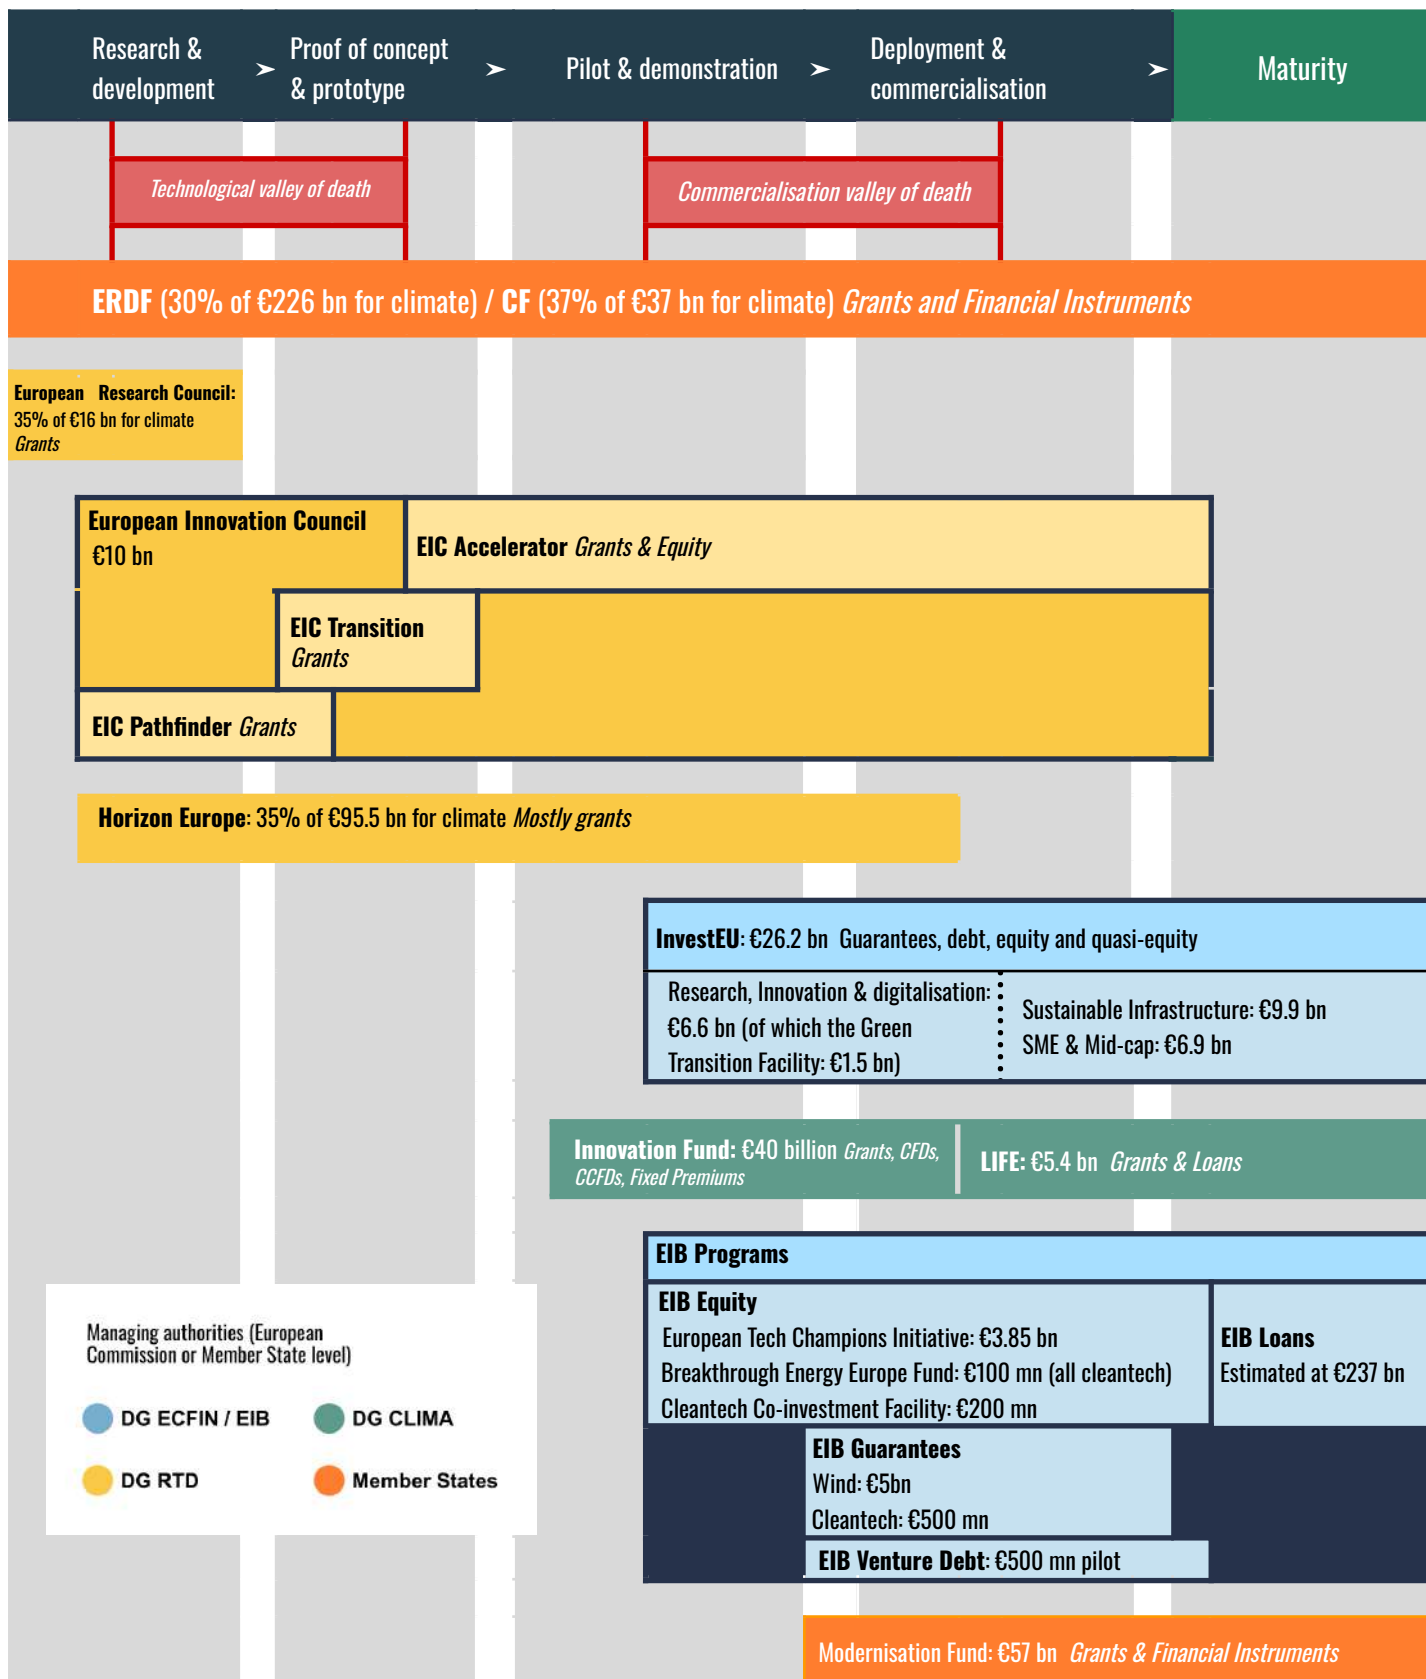 Research &
development
Proof of concept
& prototype
Pilot & demonstration
Deployment &
commercialisation
Maturity
Technological valley of death
Commercialisation valley of death
ERDF (30% of €226 bn for climate) / CF (37% of €37 bn for climate) Grants and Financial Instruments
European Research Council:
35% of €16 bn for climate
Grants
European Innovation Council
€10 bn
EIC Accelerator Grants & Equity
EIC Transition
Grants
EIC Pathfinder Grants
Horizon Europe: 35% of €95.5 bn for climate Mostly grants
InvestEU: €26.2 bn Guarantees, debt, equity and quasi-equity
Research, Innovation & digitalisation:
€6.6 bn (of which the Green
Transition Facility: €1.5 bn)
Sustainable Infrastructure: €9.9 bn
SME & Mid-cap: €6.9 bn
Innovation Fund: €40 billion Grants, CFDs,
CCFDs, Fixed Premiums
LIFE: €5.4 bn Grants & Loans
EIB Programs
EIB Equity
European Tech Champions Initiative: €3.85 bn
Breakthrough Energy Europe Fund: €100 mn (all cleantech)
Cleantech Co-investment Facility: €200 mn
EIB Loans
Estimated at €237 bn
EIB Guarantees
Wind: €5bn
Cleantech: €500 mn
EIB Venture Debt: €500 mn pilot
Modernisation Fund: €57 bn Grants & Financial Instruments
Managing authorities (European
Commission or Member State level)
DG ECFIN / EIB
DG CLIMA
DG RTD
Member States